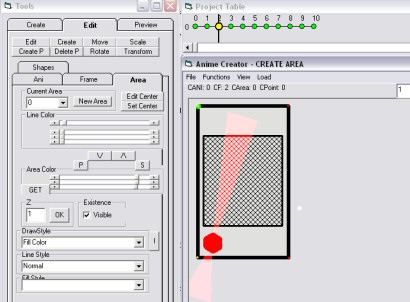 Tools
Create Edit Preview
Edit Create Move Scale
Create P Delete P Rotate Transform
Shapes
Ani Frame Area
Current Area
0 New Area Edit Center
Set Center
Line Color
P S
Area Color
GET
Z Existence
1 OK Visible
DrawStyle
Fill Color I
Line Style
Normal
Fill Style
Project Table
0 1 2 3 4 5 6 7 8 9 10
0
Anime Creator - CREATE AREA
File Functions View Load
CANI: 0 CF: 2 CArea: 0 CPoint: 0 1